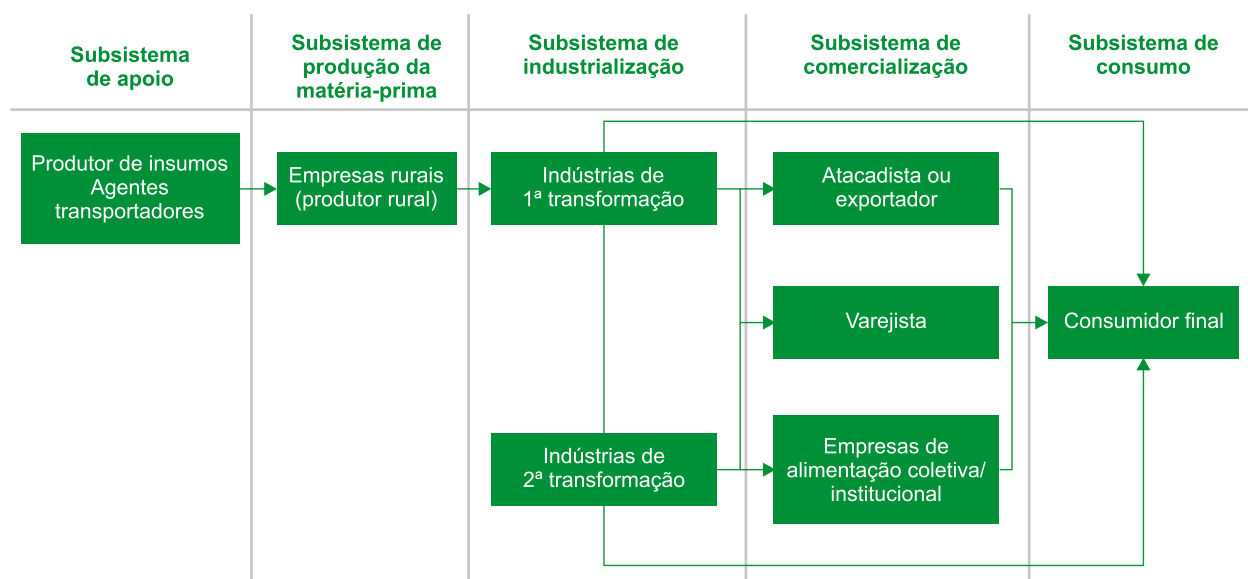 Subsistema
de apoio
Subsistema de
produção da
matéria-prima
Subsistema de
industrialização
Subsistema de
comercialização
Subsistema de
consumo
Produtor de insumos
Agentes
transportadores
Empresas rurais
(produtor rural)
Indústrias de
1ª transformação
Atacadista ou
exportador
Varejista
Consumidor final
Indústrias de
2ª transformação
Empresas de
alimentação coletiva/
institucional